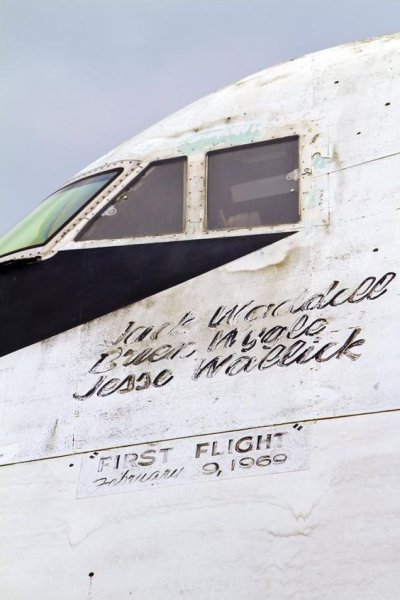 Jack Waddell
Brien Wygle
Jesse Wallick
"FIRST FLIGHT"
February 9, 1969